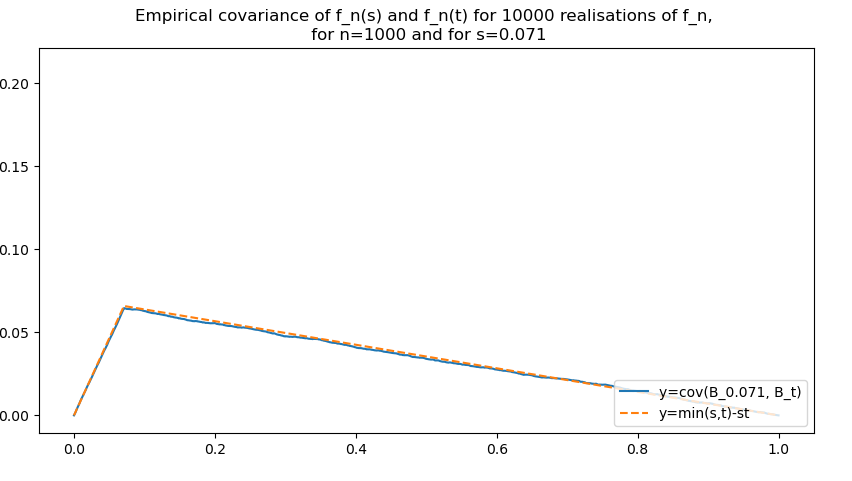 Empirical covariance of f_n(s) and f_n(t) for 10000 realisations of f_n,
for n=1000 and for s=0.071
0.20
0.15
0.10
0.05
0.00
y=cov(B_0.071, B_t)
y=min(s,t)-st
0.0 0.2 0.4 0.6 0.8 1.0